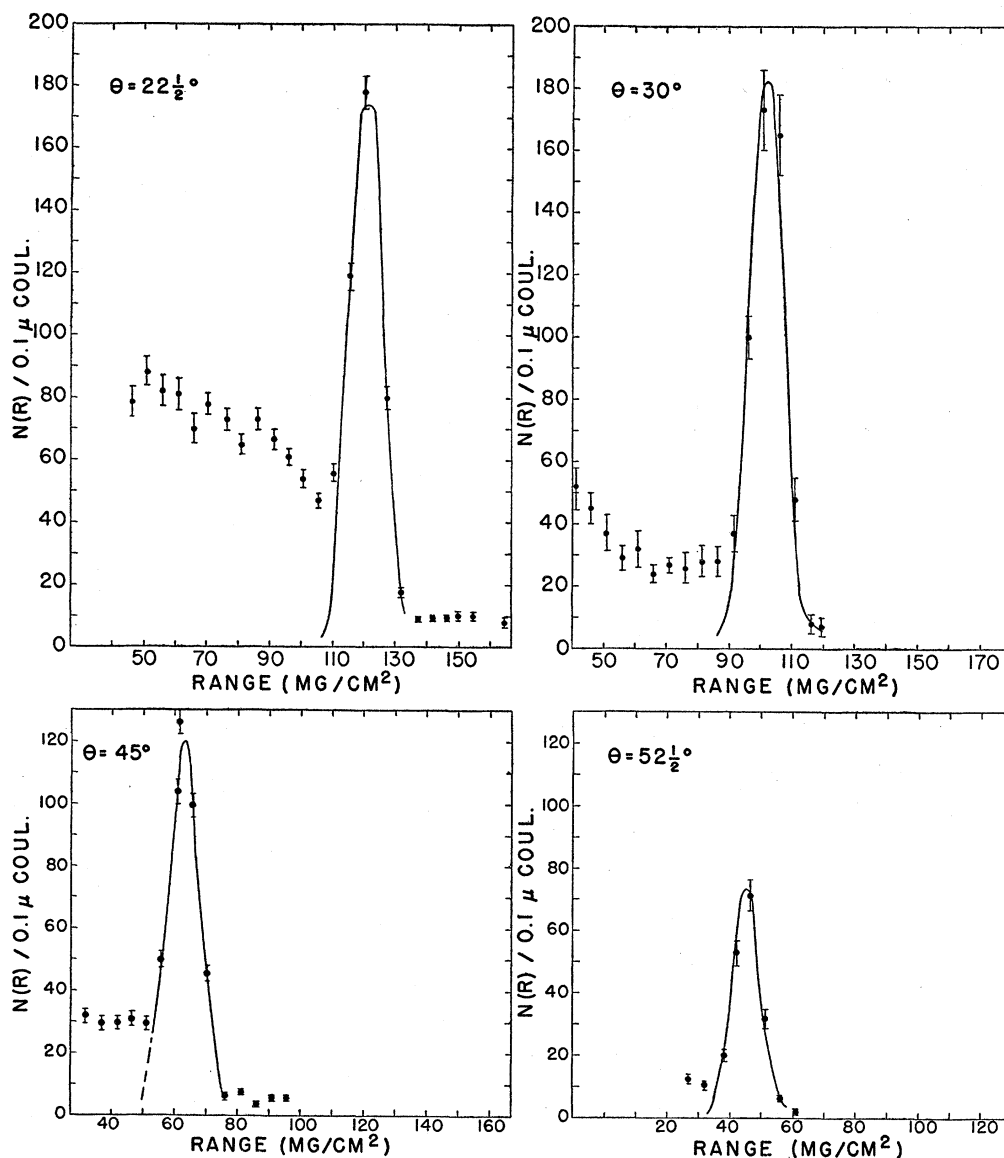 200
180
160
140
120
100
80
60
40
20
0
N(R) / 0.1 μ COUL.
θ = 22 1/2 °
50 70 90 110 130 150
RANGE (MG/CM²)
200
180
160
140
120
100
80
60
40
20
0
N(R) / 0.1 μ COUL.
θ = 30°
50 70 90 110 130 150 170
RANGE (MG/CM²)
120
100
80
60
40
20
0
N(R) / 0.1 μ COUL.
θ = 45°
40 60 80 100 120 140 160
RANGE (MG/CM²)
120
100
80
60
40
20
0
N(R) / 0.1 μ COUL.
θ = 52 1/2 °
20 40 60 80 100 120
RANGE (MG/CM²)